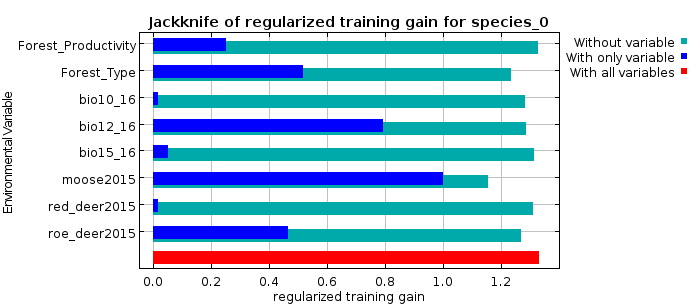 Jackknife of regularized training gain for species_0
Environmental Variable
Forest_Productivity
Forest_Type
bio10_16
bio12_16
bio15_16
moose2015
red_deer2015
roe_deer2015
0.0 0.2 0.4 0.6 0.8 1.0 1.2
regularized training gain
Without variable
With only variable
With all variables